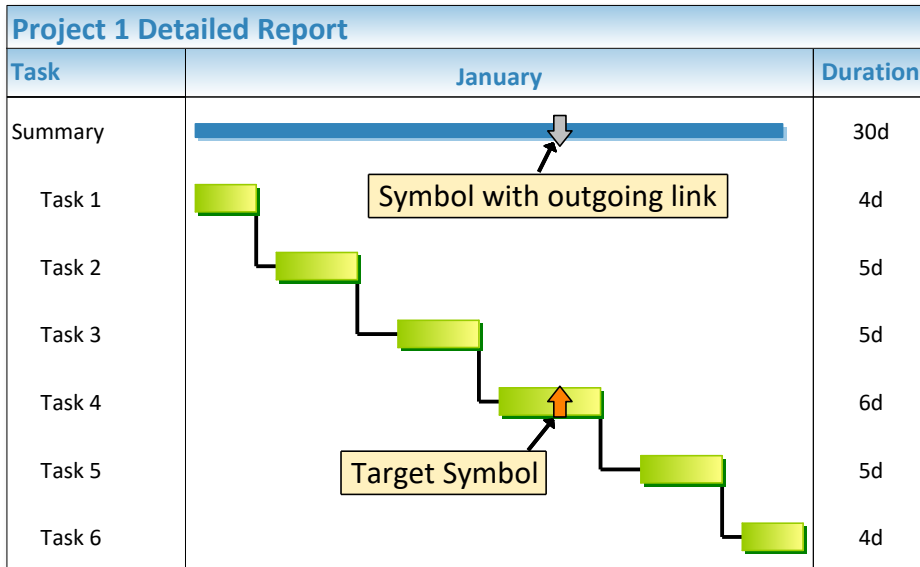 Project 1 Detailed Report
Task January Duration
Summary 30d
Symbol with outgoing link
Task 1 4d
Task 2 5d
Task 3 5d
Task 4 6d
Target Symbol
Task 5 5d
Task 6 4d